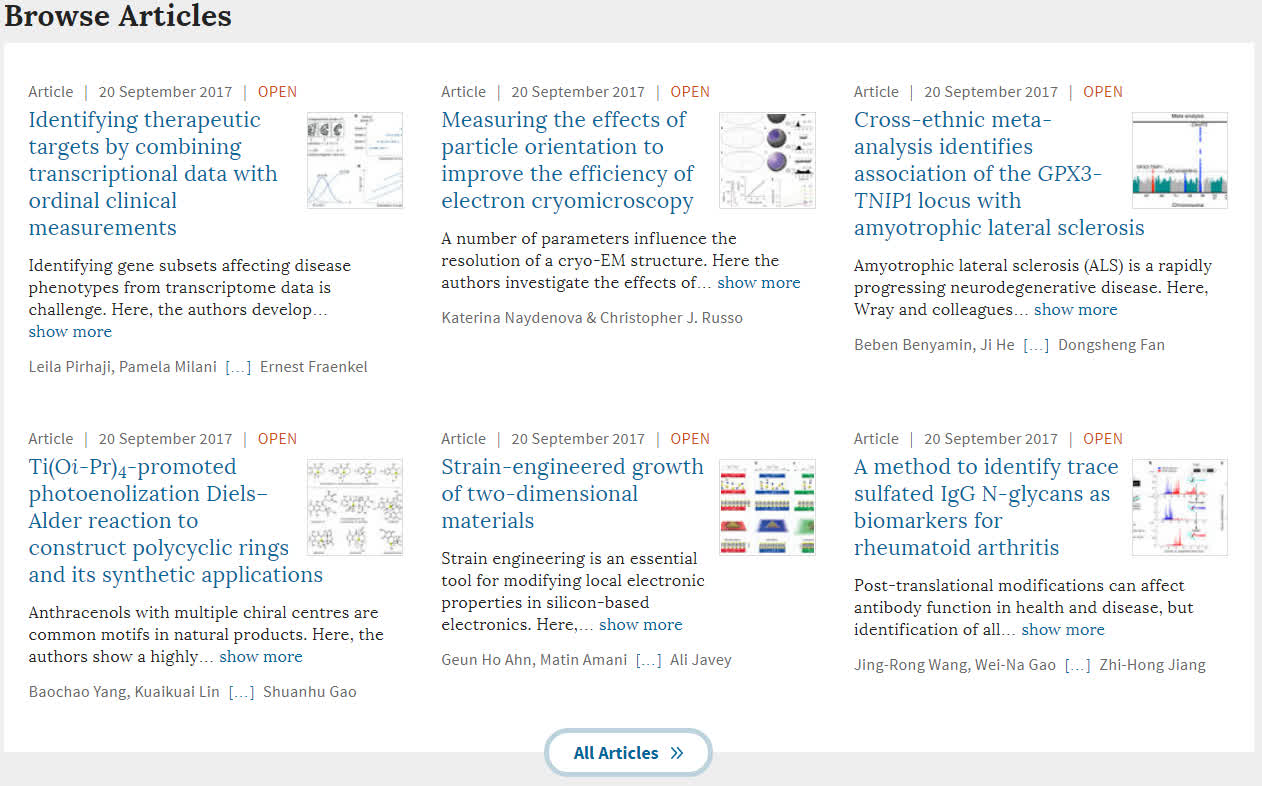 Browse Articles
Article | 20 September 2017 | OPEN
Identifying therapeutic
targets by combining
transcriptional data with
ordinal clinical
measurements
Identifying gene subsets affecting disease
phenotypes from transcriptome data is
challenge. Here, the authors develop…
show more
Leila Pirhaji, Pamela Milani […] Ernest Fraenkel
Article | 20 September 2017 | OPEN
Measuring the effects of
particle orientation to
improve the efficiency of
electron cryomicroscopy
A number of parameters influence the
resolution of a cryo-EM structure. Here the
authors investigate the effects of… show more
Katerina Naydenova & Christopher J. Russo
Article | 20 September 2017 | OPEN
Cross-ethnic meta-
analysis identifies
association of the GPX3-
TNIP1 locus with
amyotrophic lateral sclerosis
Meta analysis
Chromosome
Amyotrophic lateral sclerosis (ALS) is a rapidly
progressing neurodegenerative disease. Here,
Wray and colleagues… show more
Beben Benyamin, Ji He […] Dongsheng Fan
Article | 20 September 2017 | OPEN
Ti(Oi-Pr)4-promoted
photoenolization Diels–
Alder reaction to
construct polycyclic rings
and its synthetic applications
Anthracenols with multiple chiral centres are
common motifs in natural products. Here, the
authors show a highly… show more
Baochao Yang, Kuaikuai Lin […] Shuanhu Gao
Article | 20 September 2017 | OPEN
Strain-engineered growth
of two-dimensional
materials
Strain engineering is an essential
tool for modifying local electronic
properties in silicon-based
electronics. Here,… show more
Geun Ho Ahn, Matin Amani […] Ali Javey
Article | 20 September 2017 | OPEN
A method to identify trace
sulfated IgG N-glycans as
biomarkers for
rheumatoid arthritis
Post-translational modifications can affect
antibody function in health and disease, but
identification of all… show more
Jing-Rong Wang, Wei-Na Gao […] Zhi-Hong Jiang
All Articles »